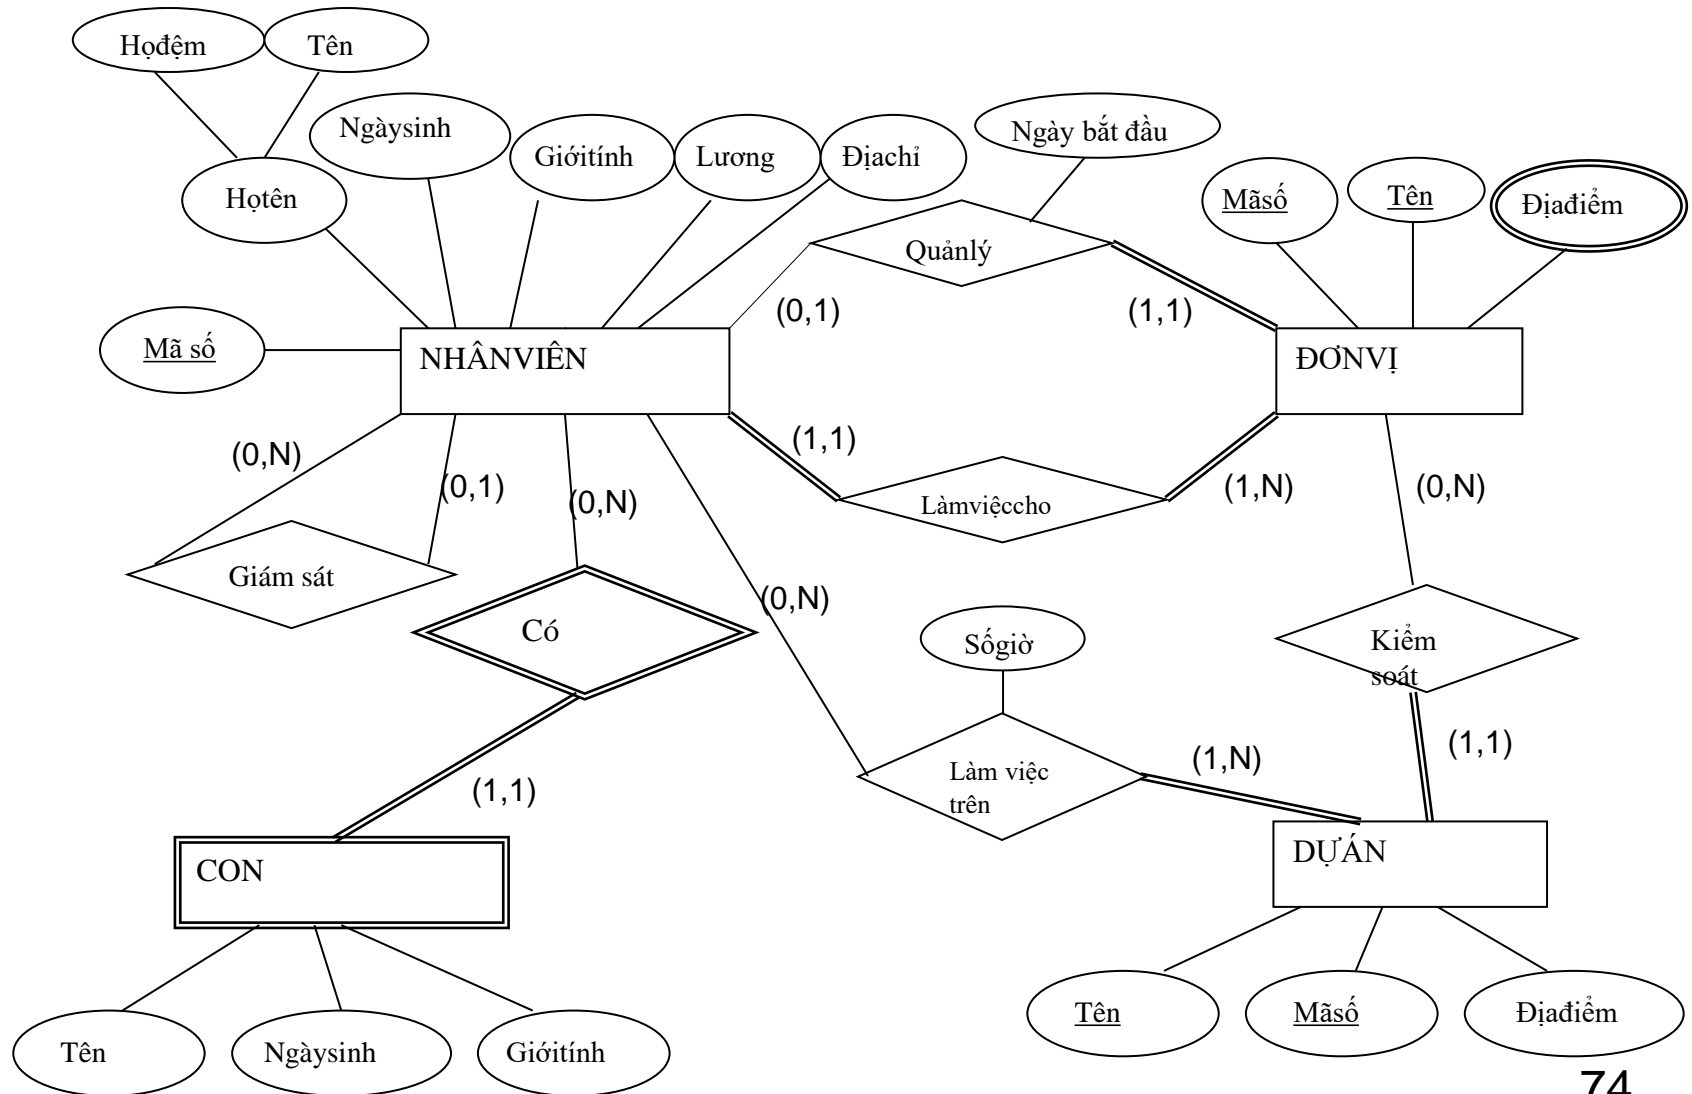 Họđệm
Tên
Ngàysinh
Giớitính
Lương
Địachỉ
Ngày bắt đầu
Họtên
Mãsố
Tên
Địađiểm
Quảnlý
(0,1)
(1,1)
Mã số
NHÂNVIÊN
ĐƠNVỊ
(0,N)
(0,1)
(0,N)
(1,1)
Làmviệccho
(1,N)
(0,N)
Giám sát
Có
(0,N)
Sốgiờ
Kiểm
soát
(1,1)
Làm việc
trên
(1,N)
(1,1)
CON
DỰÁN
Tên
Mãsố
Địađiểm
Tên
Ngàysinh
Giớitính
74